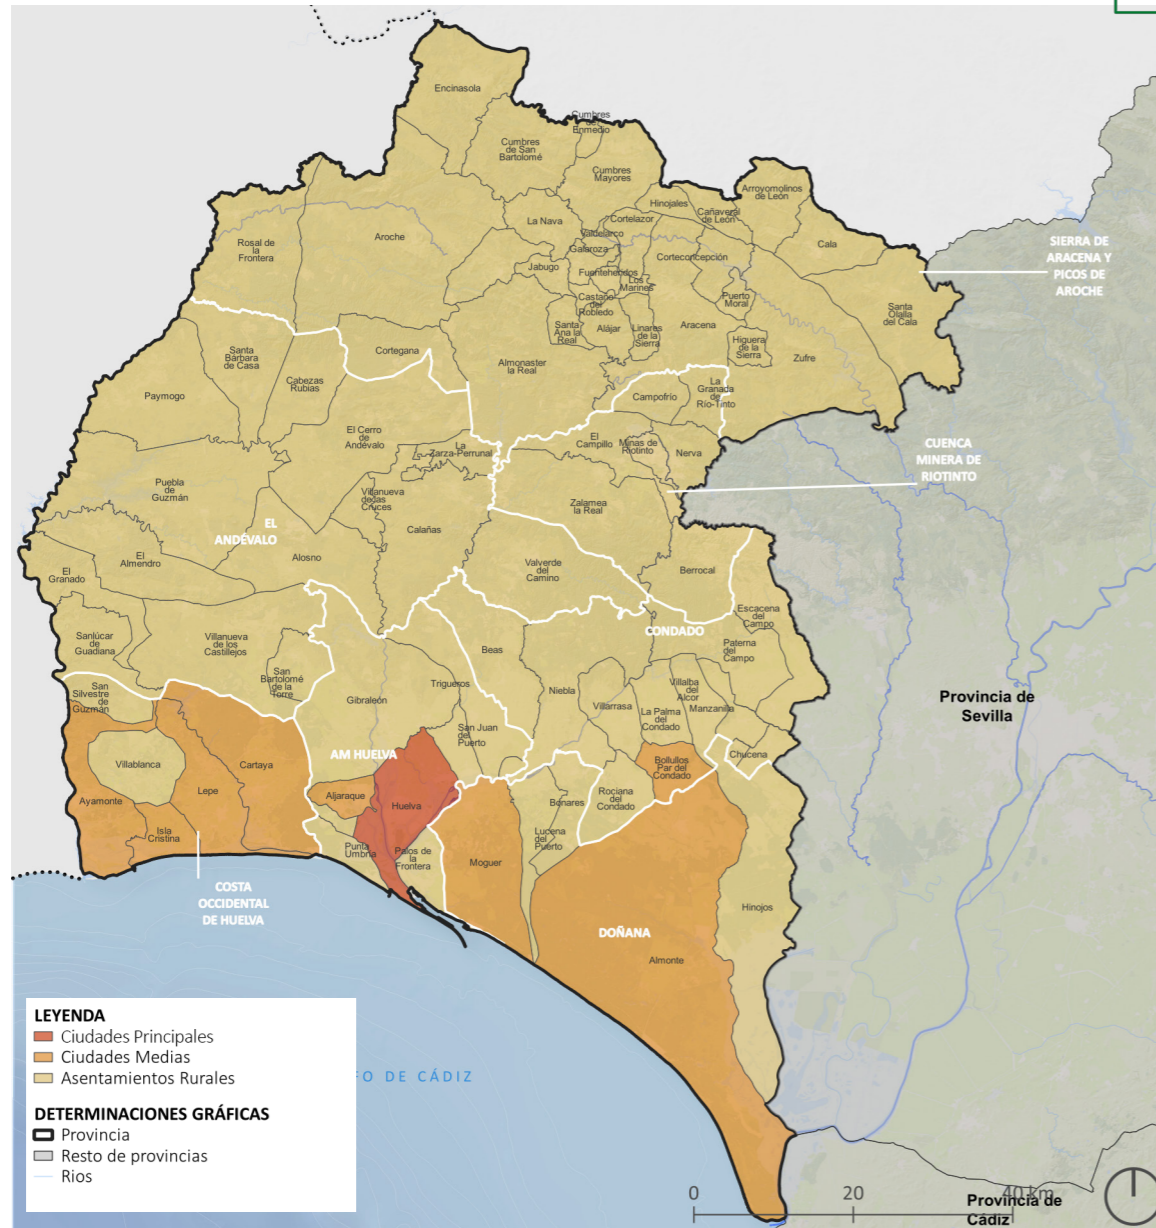 Encinasola
Cumbres
de
Enmedio
Cumbres
de San
Bartolomé
Cumbres
Mayores
Arroyomolinos
de León
Hinojales
Cañaveral
de León
La Nava
Cortelazor
Valdelarco
Galaroza
Rosal de
la
Frontera
Aroche
Cala
SIERRA DE
ARACENA Y
PICOS DE
AROCHE
Corteconcepción
Jabugo
Fuenteheridos
Los
Marines
Castaño
del
Robledo
Puerto
Moral
Santa
Olalla
del Cala
Santa
Ana la
Real
Alájar
Linares
de la
Sierra
Aracena
Higuera
de la
Sierra
Zufre
Santa
Bárbara
de Casa
Cortegana
Almonaster
la Real
Cabezas
Rubias
Paymogo
Campofrío
La
Granada
de
Río-Tinto
El Cerro
de
Andévalo
La
Zarza-Perrunal
El
Campillo
Minas de
Riotinto
Nerva
CUENCA
MINERA DE
RIOTINTO
Puebla
de
Guzmán
Villanueva
de las
Cruces
Zalamea
la Real
Calañas
EL
ANDÉVALO
El
Almendro
Alosno
El
Granado
Valverde
del
Camino
Berrocal
Escacena
del
Campo
CONDADO
Sanlúcar
de
Guadiana
Villanueva
de los
Castillejos
Beas
Paterna
del
Campo
San
Bartolomé
de la
Torre
San
Silvestre
de
Guzmán
Gibraleón
Trigueros
Niebla
Villalba
del
Alcor
Villarrasa
La Palma
del
Condado
Manzanilla
Provincia de
Sevilla
San Juan
del
Puerto
AM HUELVA
Chucena
Villablanca
Cartaya
Bollullos
Par del
Condado
Ayamonte
Lepe
Aljaraque
Huelva
Bonares
Rociana
del
Condado
Isla
Cristina
Punta
Umbría
Palos de
la
Frontera
Moguer
Lucena
del
Puerto
COSTA
OCCIDENTAL
DE HUELVA
Hinojos
DOÑANA
Almonte
LEYENDA
Ciudades Principales
Ciudades Medias
Asentamientos Rurales
FO DE CÁDIZ
DETERMINACIONES GRÁFICAS
Provincia
Resto de provincias
Rios
0 20 40 km
Provincia de
Cádiz